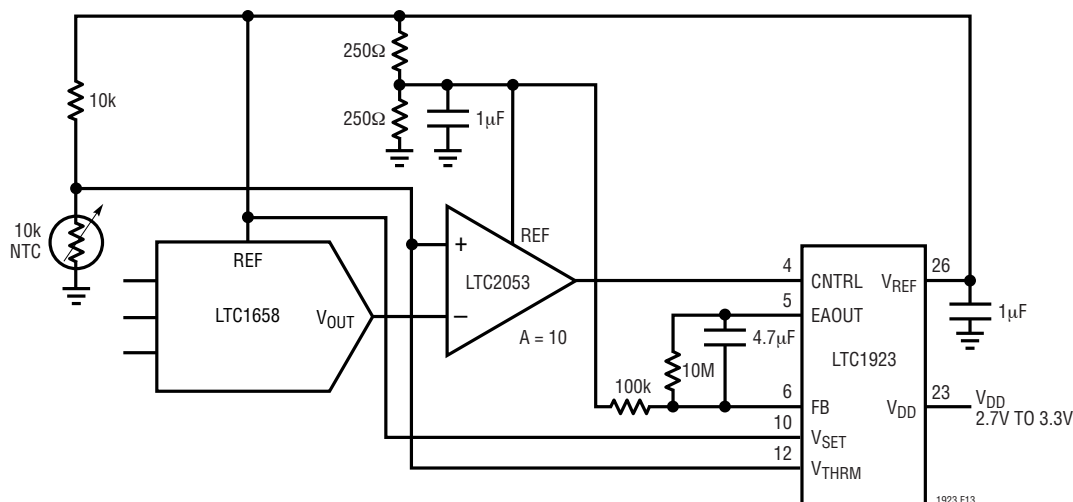 250Ω
10k
250Ω
1µF
10k
NTC
REF
LTC1658
VOUT
+
–
REF
LTC2053
A = 10
4
CNTRL
5
EAOUT
6
FB
10
VSET
12
VTHRM
LTC1923
VREF
26
VDD
23
1µF
VDD
2.7V TO 3.3V
4.7µF
10M
100k
1923 F13